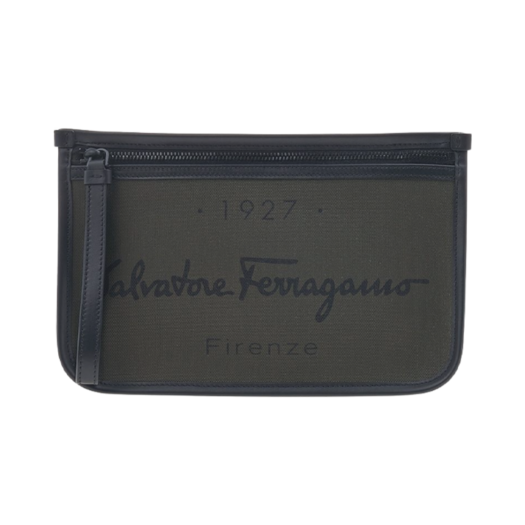 · 1927 ·
Salvatore Ferragamo
Firenze